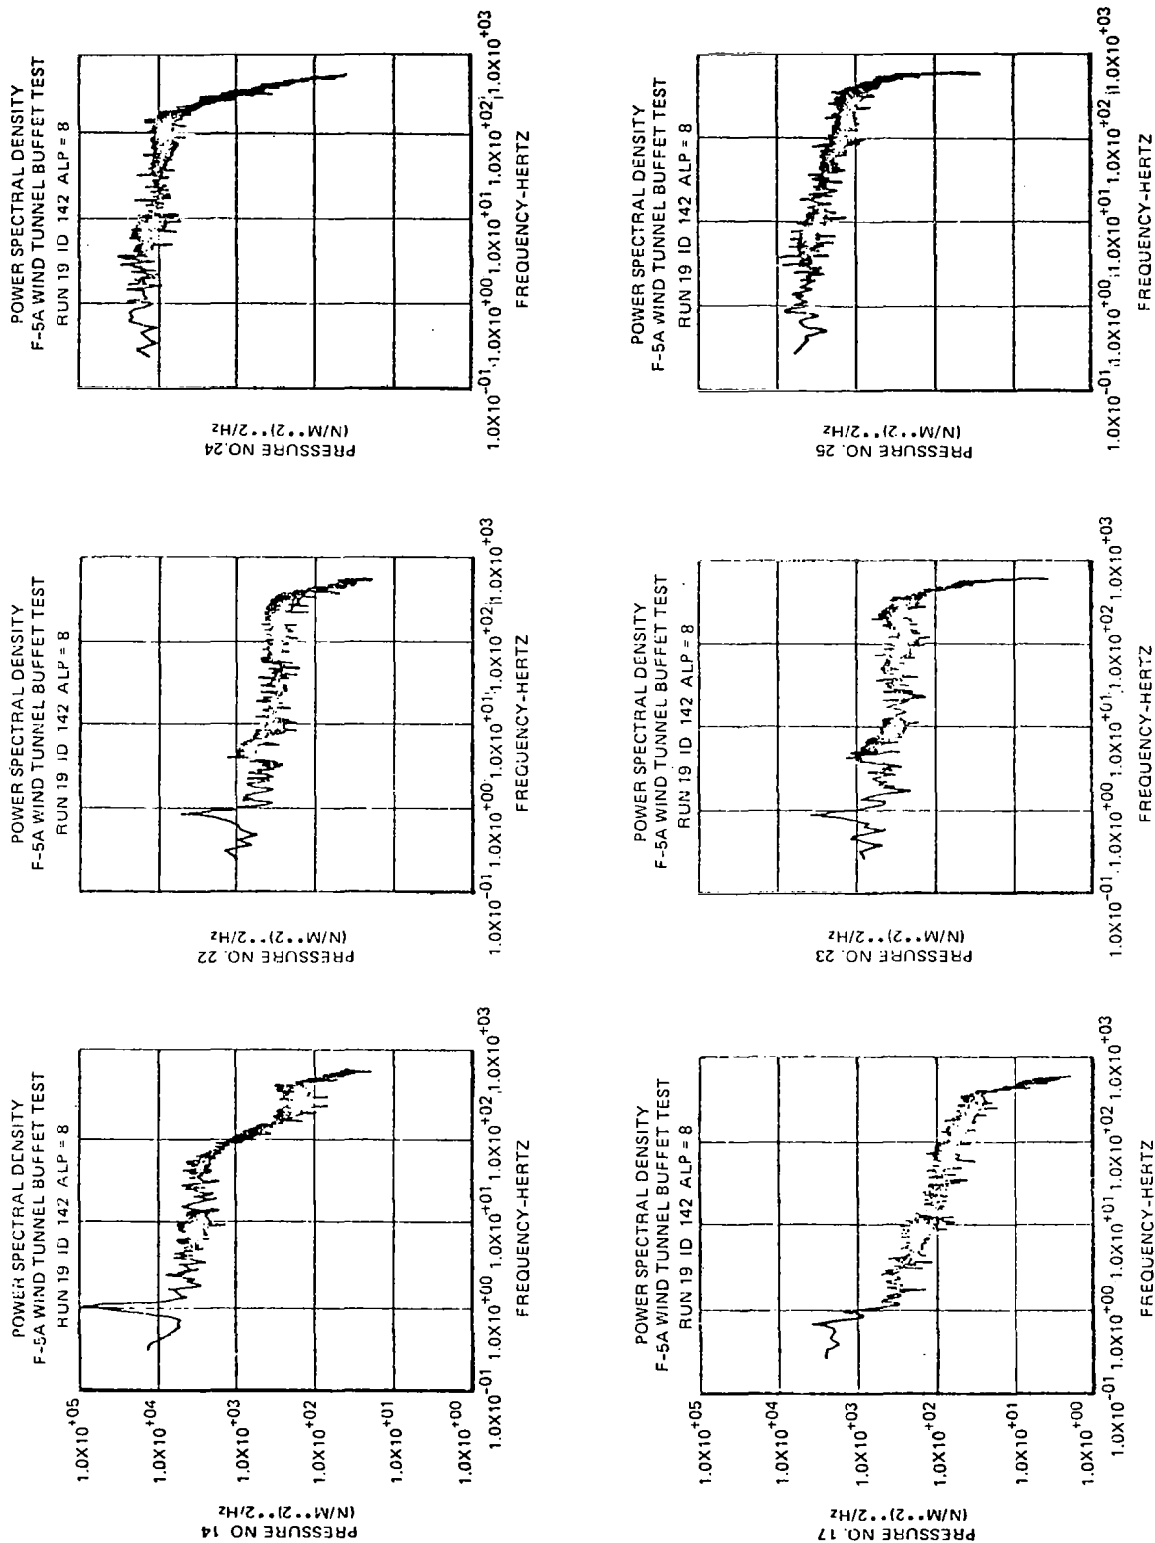 POWER SPECTRAL DENSITY
F-5A WIND TUNNEL BUFFET TEST
RUN 19 ID 142 ALP = 8
PRESSURE NO. 14
(N/M**2)**2/Hz
1.0X10+05
1.0X10+04
1.0X10+03
1.0X10+02
1.0X10+01
1.0X10+00
1.0X10-01 1.0X10+00 1.0X10+01 1.0X10+02 1.0X10+03
FREQUENCY-HERTZ
POWER SPECTRAL DENSITY
F-5A WIND TUNNEL BUFFET TEST
RUN 19 ID 142 ALP = 8
PRESSURE NO. 22
(N/M**2)**2/Hz
1.0X10-01 1.0X10+00 1.0X10+01 1.0X10+02 1.0X10+03
FREQUENCY-HERTZ
POWER SPECTRAL DENSITY
F-5A WIND TUNNEL BUFFET TEST
RUN 19 ID 142 ALP = 8
PRESSURE NO.24
(N/M**2)**2/Hz
1.0X10-01 1.0X10+00 1.0X10+01 1.0X10+02 1.0X10+03
FREQUENCY-HERTZ
POWER SPECTRAL DENSITY
F-5A WIND TUNNEL BUFFET TEST
RUN 19 ID 142 ALP = 8
PRESSURE NO. 17
(N/M**2)**2/Hz
1.0X10+05
1.0X10+04
1.0X10+03
1.0X10+02
1.0X10+01
1.0X10+00
1.0X10-01 1.0X10+00 1.0X10+01 1.0X10+02 1.0X10+03
FREQUENCY-HERTZ
POWER SPECTRAL DENSITY
F-5A WIND TUNNEL BUFFET TEST
RUN 19 ID 142 ALP = 8
PRESSURE NO. 23
(N/M**2)**2/Hz
1.0X10-01 1.0X10+00 1.0X10+01 1.0X10+02 1.0X10+03
FREQUENCY-HERTZ
POWER SPECTRAL DENSITY
F-5A WIND TUNNEL BUFFET TEST
RUN 19 ID 142 ALP = 8
PRESSURE NO. 25
(N/M**2)**2/Hz
1.0X10-01 1.0X10+00 1.0X10+01 1.0X10+02 1.0X10+03
FREQUENCY-HERTZ